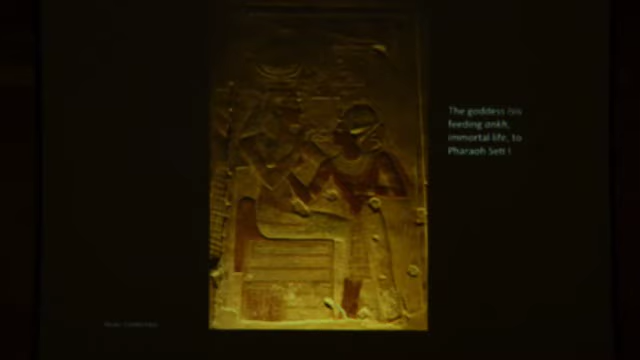 The goddess Isis
feeding ankh,
immortal life, to
Pharaoh Seti I